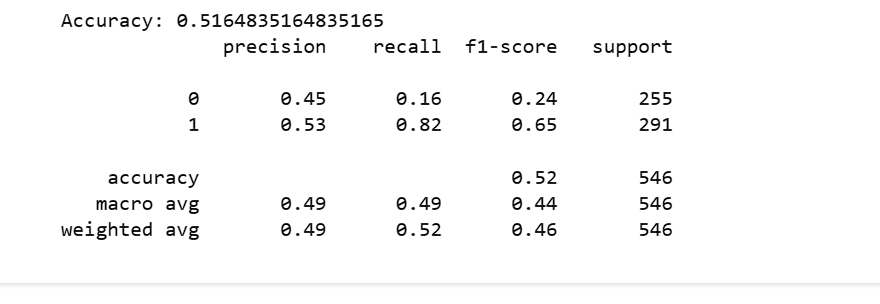 Accuracy: 0.5164835164835165
precision recall f1-score support
0 0.45 0.16 0.24 255
1 0.53 0.82 0.65 291
accuracy 0.52 546
macro avg 0.49 0.49 0.44 546
weighted avg 0.49 0.52 0.46 546